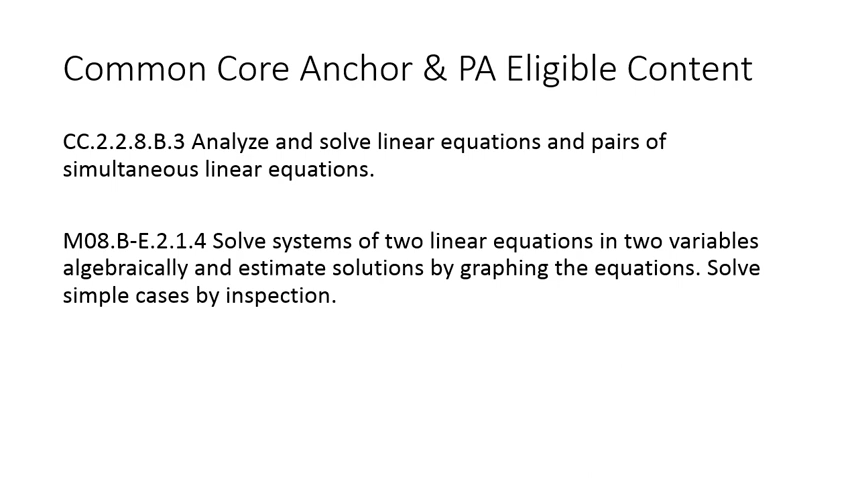 Common Core Anchor & PA Eligible Content
CC.2.2.8.B.3 Analyze and solve linear equations and pairs of
simultaneous linear equations.
M08.B-E.2.1.4 Solve systems of two linear equations in two variables
algebraically and estimate solutions by graphing the equations. Solve
simple cases by inspection.